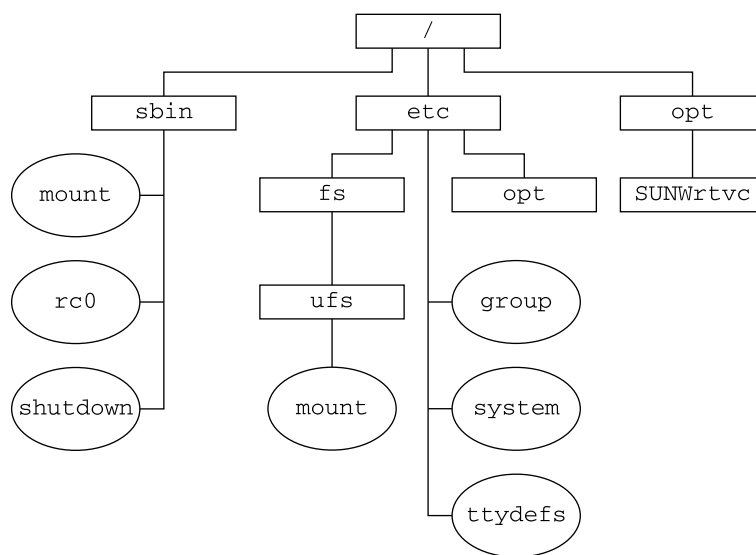 /
sbin
etc
opt
mount
fs
opt
SUNWrtvc
rc0
ufs
group
shutdown
mount
system
ttydefs